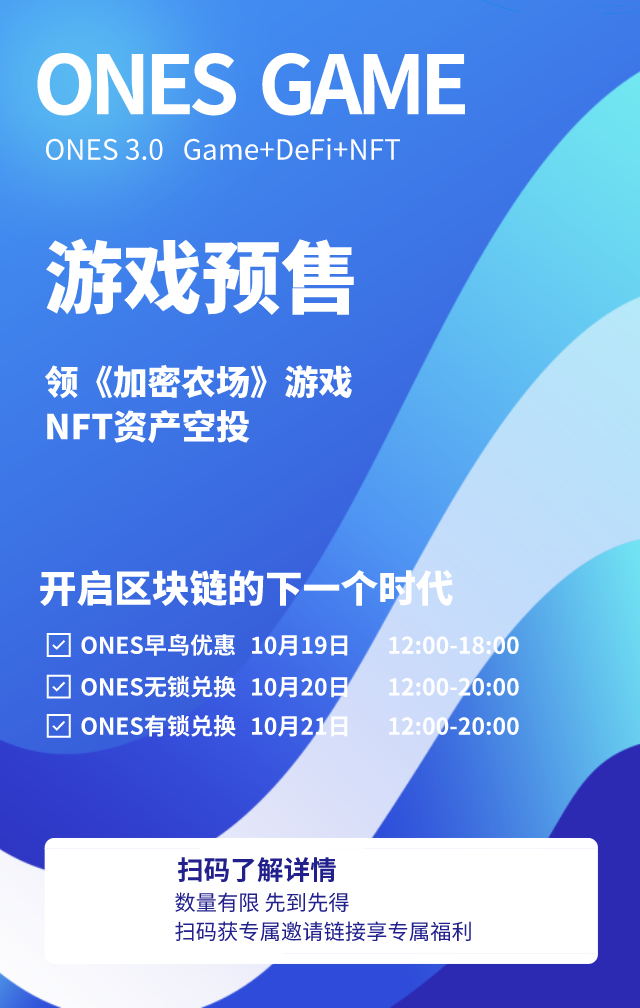 ONES GAME
ONES 3.0 Game+DeFi+NFT
游戏预售
领《加密农场》游戏
NFT资产空投
开启区块链的下一个时代
ONES早鸟优惠 10月19日 12:00-18:00
ONES无锁兑换 10月20日 12:00-20:00
ONES有锁兑换 10月21日 12:00-20:00
扫码了解详情
数量有限 先到先得
扫码获专属邀请链接享专属福利